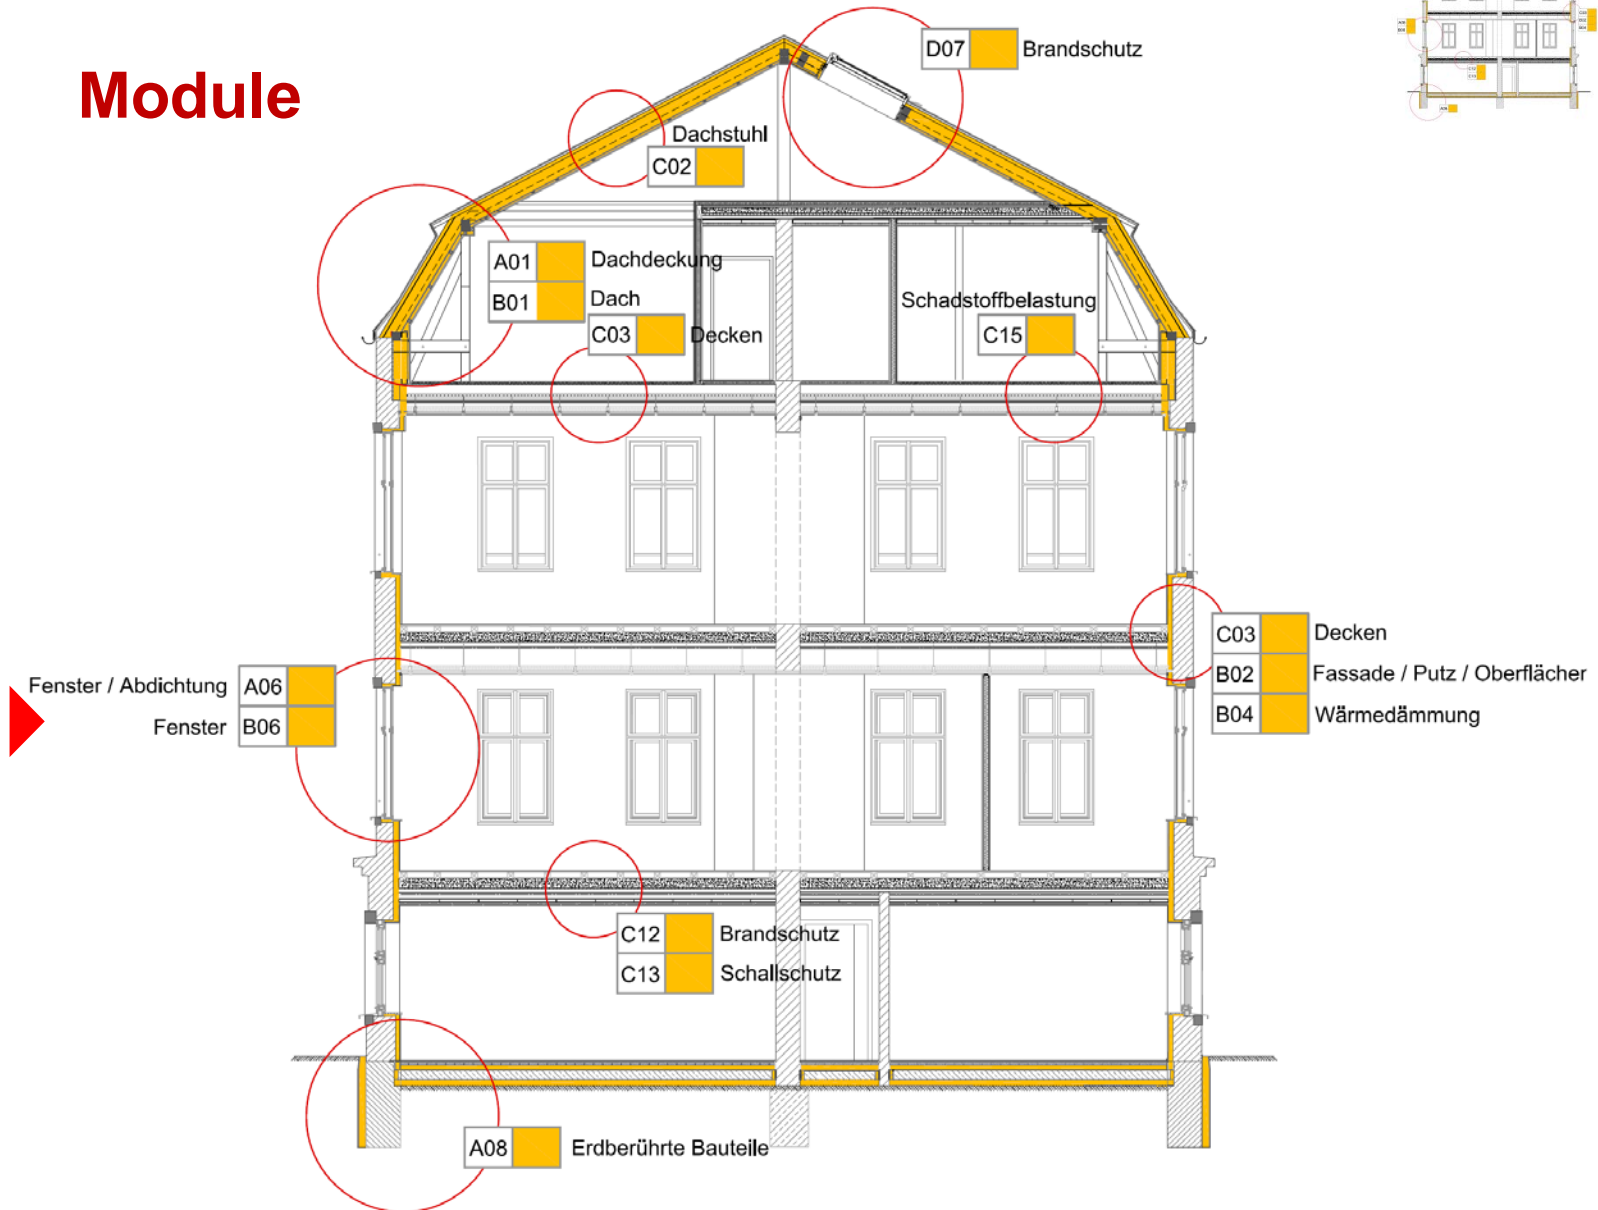 Module
D07 Brandschutz
Dachstuhl
C02
A01 Dachdeckung
B01 Dach
C03 Decken
Schadstoffbelastung
C15
C03 Decken
B02 Fassade / Putz / Oberflächer
B04 Wärmedämmung
Fenster / Abdichtung A06
Fenster B06
C12 Brandschutz
C13 Schallschutz
A08 Erdberührte Bauteile